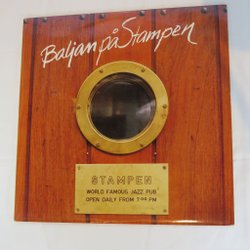 Baljan på Stampen
STAMPEN
WORLD FAMOUS JAZZ PUB
OPEN DAILY FROM 7:00 PM